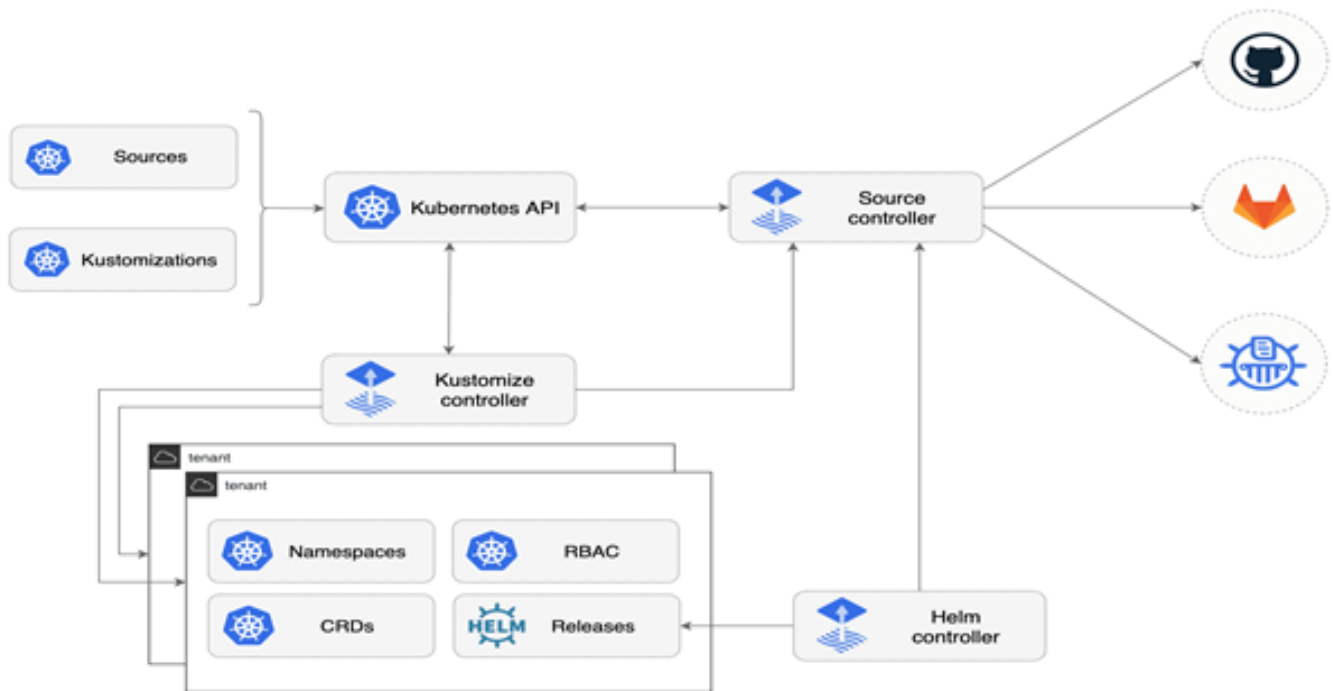 Sources
Kustomizations
Kubernetes API
Source
controller
Kustomize
controller
tenant
tenant
Namespaces
RBAC
CRDs
HELM
Releases
Helm
controller